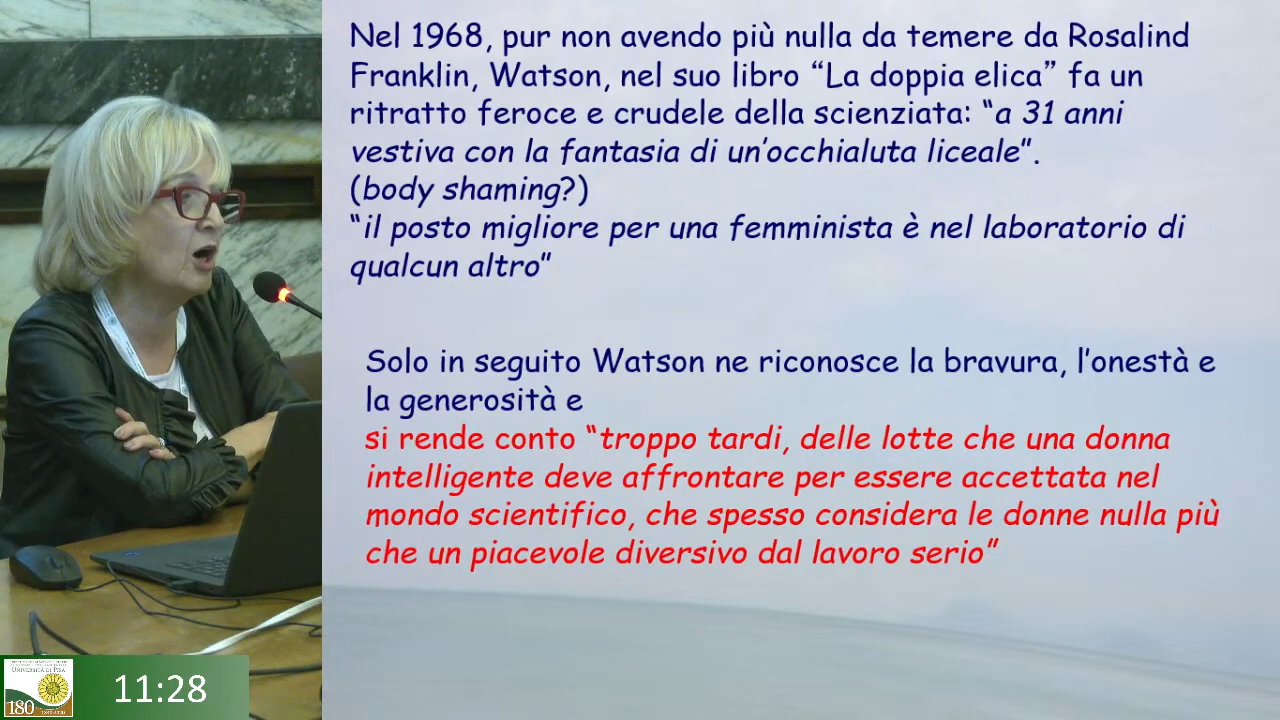 Nel 1968, pur non avendo più nulla da temere da Rosalind
Franklin, Watson, nel suo libro “La doppia elica” fa un
ritratto feroce e crudele della scienziata: “a 31 anni
vestiva con la fantasia di un’occhialuta liceale”.
(body shaming?)
“il posto migliore per una femminista è nel laboratorio di
qualcun altro”
Solo in seguito Watson ne riconosce la bravura, l’onestà e
la generosità e
si rende conto “troppo tardi, delle lotte che una donna
intelligente deve affrontare per essere accettata nel
mondo scientifico, che spesso considera le donne nulla più
che un piacevole diversivo dal lavoro serio”
UNIVERSITÀ DI PISA
180
11:28